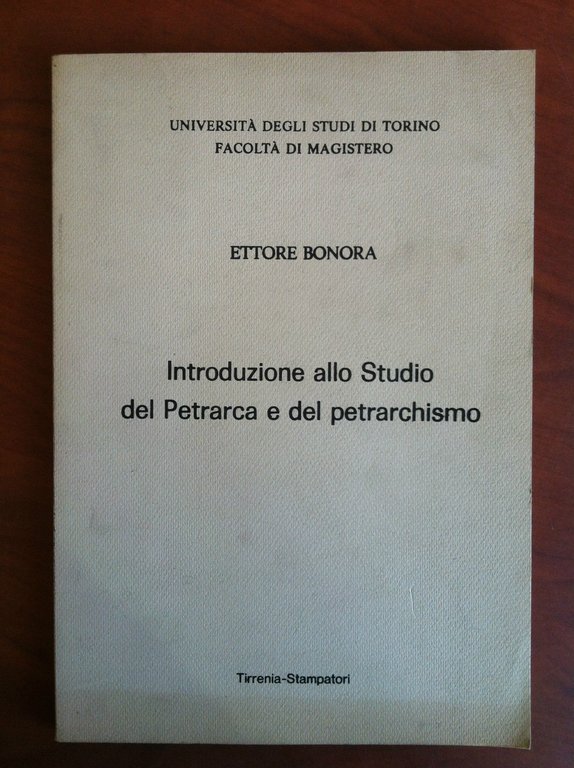 UNIVERSITÀ DEGLI STUDI DI TORINO
FACOLTÀ DI MAGISTERO
ETTORE BONORA
Introduzione allo Studio
del Petrarca e del petrarchismo
Tirrenia-Stampatori